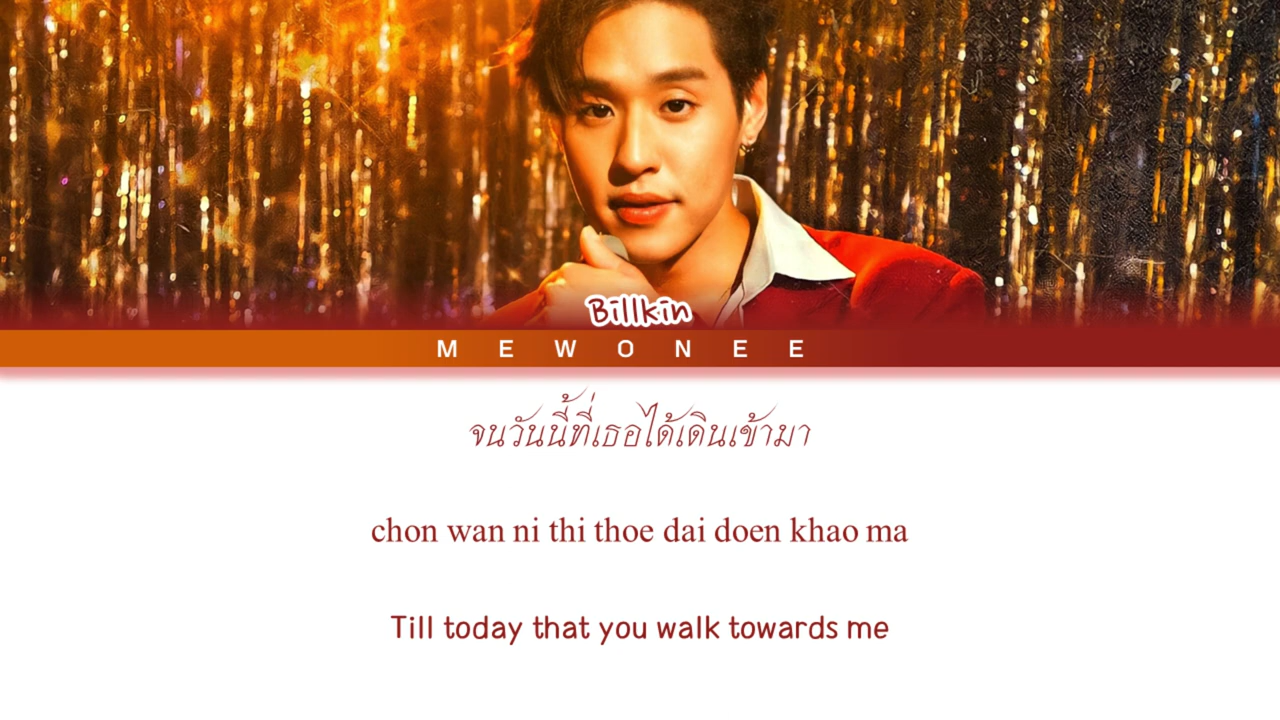 Billkin
MEWONEE
จนวันนี้ที่เธอได้เดินเข้ามา
chon wan ni thi thoe dai doen khao ma
Till today that you walk towards me